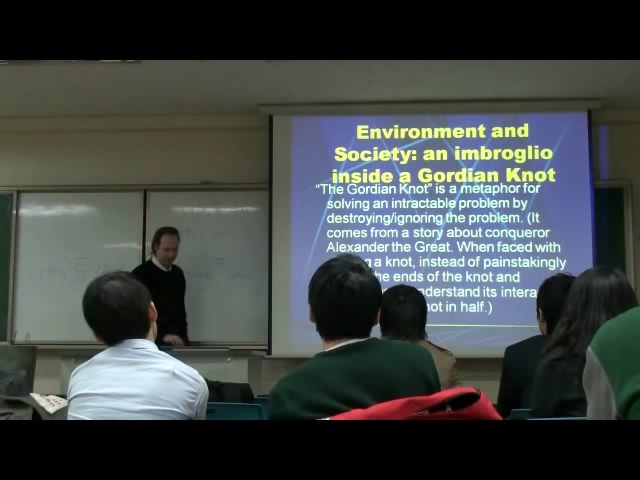 Environment and
Society: an imbroglio
inside a Gordian Knot
“The Gordian Knot” is a metaphor for
solving an intractable problem by
destroying/ignoring the problem. (It
comes from a story about conqueror
Alexander the Great. When faced with
a knot, instead of painstakingly
the ends of the knot and
understand its
in half.)